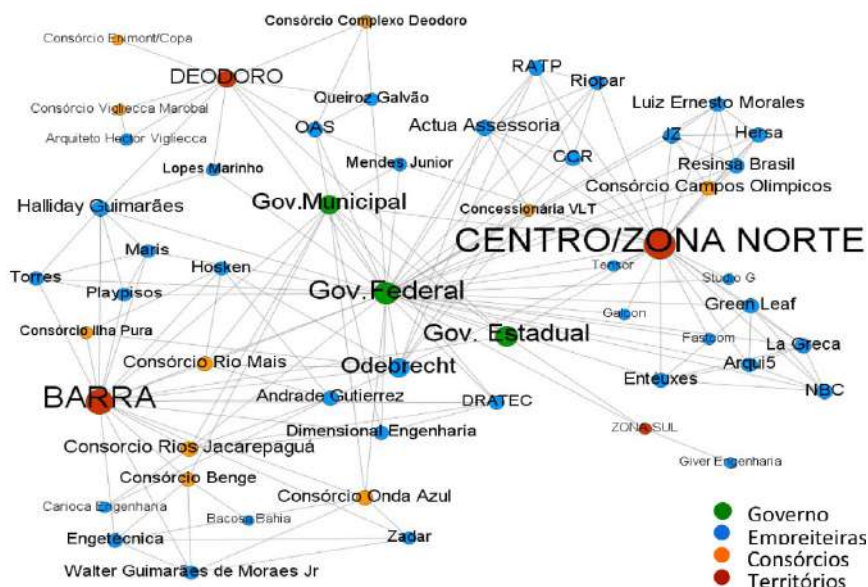 Consórcio Complexo Deodoro
Consórcio Enimont/Copa
DEODORO
RATP
Riopar
Queiroz Galvão
Luiz Ernesto Morales
Consórcio Vigliecca Marobal
OAS
Actua Assessoria
JZ
Hersa
Arquiteto Hector Vigliecca
Lopes Marinho
Mendes Junior
CCR
Resinsa Brasil
Consórcio Campos Olimpicos
Halliday Guimarães
Gov.Municipal
Concessionária VLT
CENTRO/ZONA NORTE
Maris
Hosken
Tensor
Studio G
Torres
Playpisos
Gov.Federal
Galpon
Green Leaf
Consórcio Ilha Pura
Gov. Estadual
Fastcom
La Greca
Consórcio Rio Mais
Odebrecht
Arqui5
Enteuxes
NBC
BARRA
Andrade Gutierrez
DRATEC
Dimensional Engenharia
ZONA SUL
Consorcio Rios Jacarepaguá
Giver Engenharia
Consórcio Benge
Consórcio Onda Azul
Carioca Engenharia
Bacosa Bahia
Governo
Engetécnica
Zadar
Empreiteiras
Consórcios
Walter Guimarães de Moraes Jr
Territórios